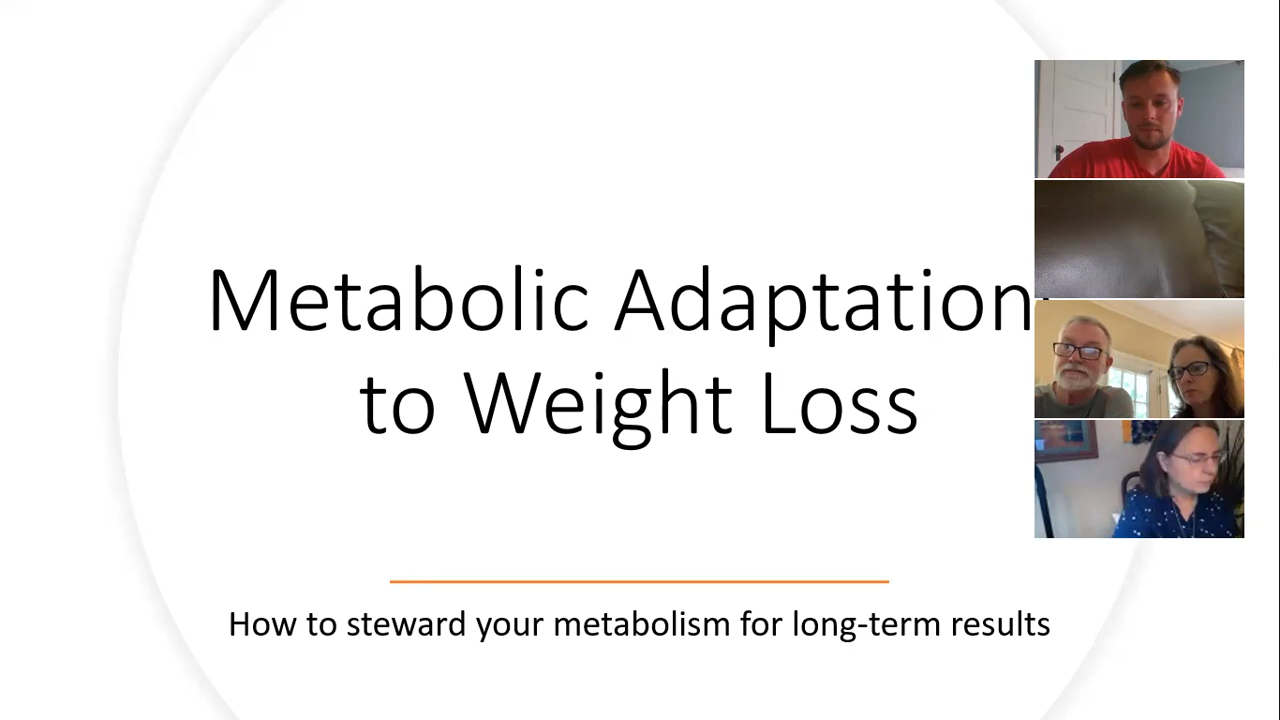 Metabolic Adaptation
to Weight Loss
How to steward your metabolism for long-term results